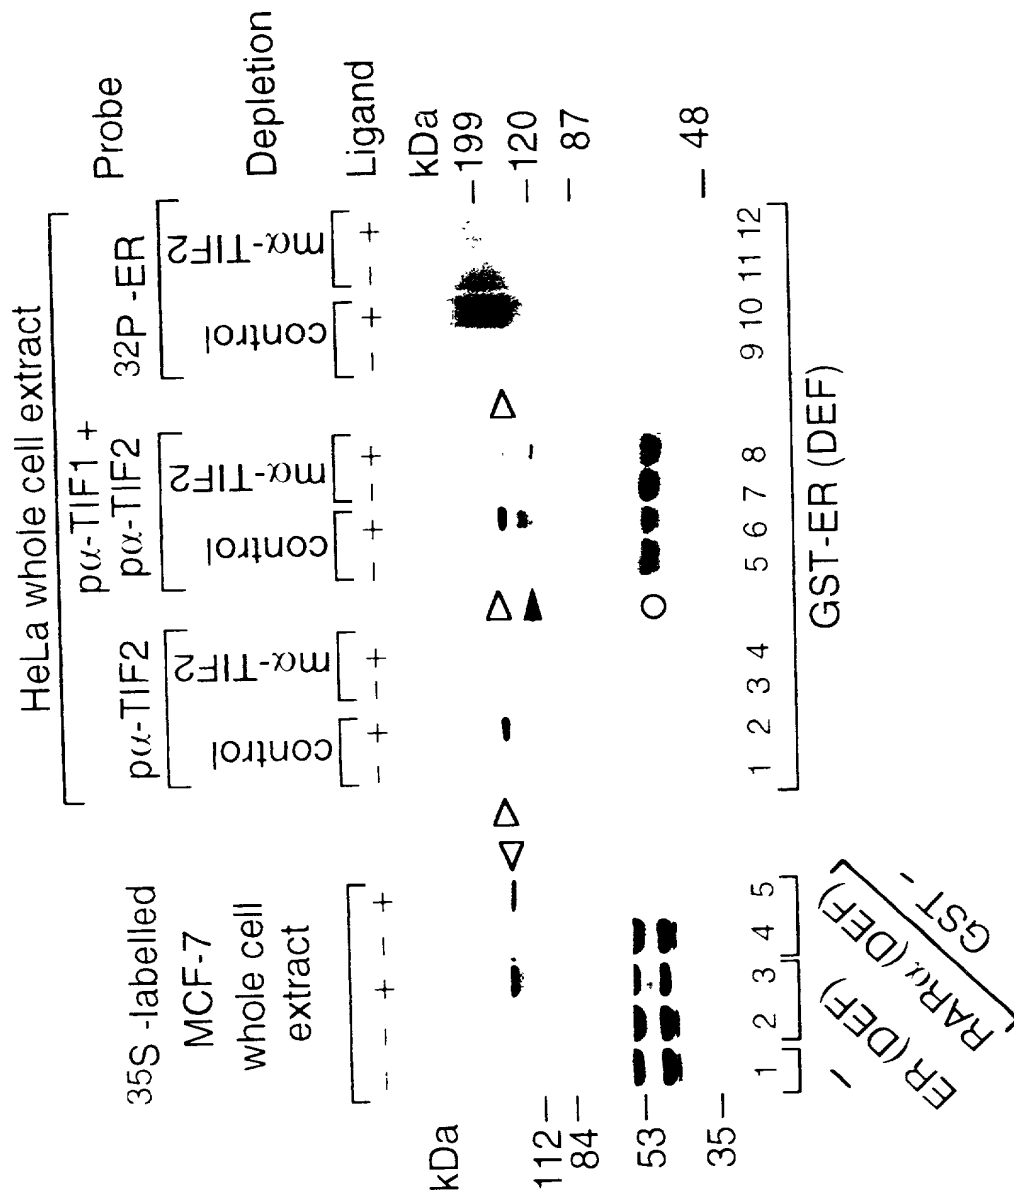 HeLa whole cell extract
pα-TIF2
pα-TIF1 +
pα-TIF2
32P -ER
Probe
control
mα-TIF2
control
mα-TIF2
control
mα-TIF2
Depletion
- + - + - + - + - + - +
Ligand
kDa
-199
-120
- 87
- 48
1 2 3 4 5 6 7 8 9 10 11 12
GST-ER (DEF)
35S -labelled
MCF-7
whole cell
extract
- - + - +
kDa
112 -
84 -
53 -
35 -
1 2 3 4 5
-
ER (DEF)
RARα (DEF)
GST -